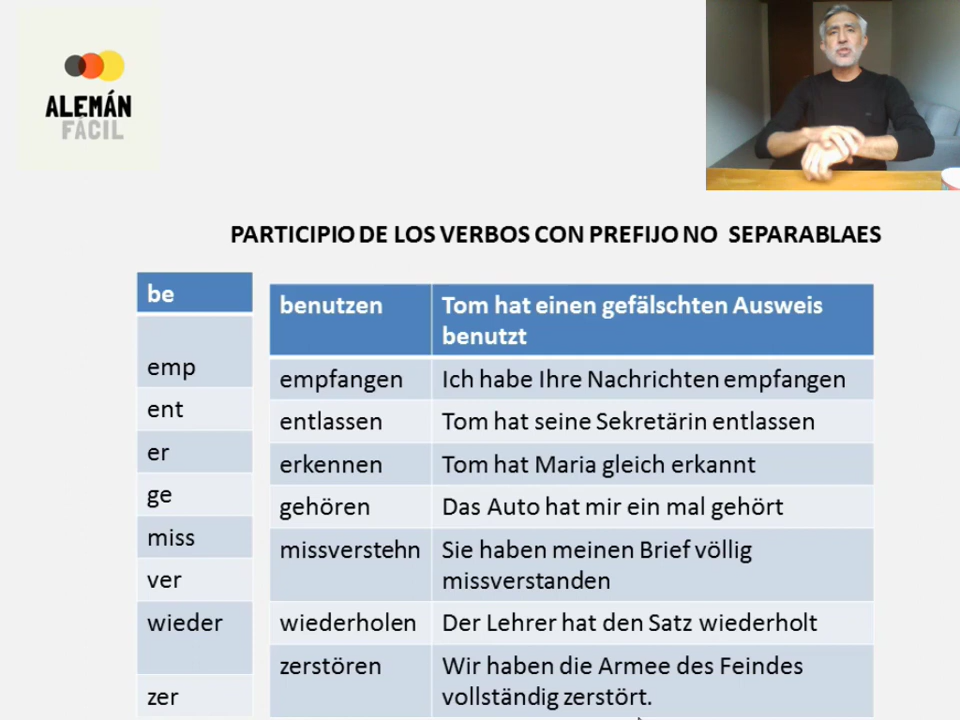 ALEMÁN
FÁCIL
PARTICIPIO DE LOS VERBOS CON PREFIJO NO SEPARABLAES
be
emp
ent
er
ge
miss
ver
wieder
zer
benutzen
Tom hat einen gefälschten Ausweis
benutzt
empfangen
Ich habe Ihre Nachrichten empfangen
entlassen
Tom hat seine Sekretärin entlassen
erkennen
Tom hat Maria gleich erkannt
gehören
Das Auto hat mir ein mal gehört
missverstehn
Sie haben meinen Brief völlig
missverstanden
wiederholen
Der Lehrer hat den Satz wiederholt
zerstören
Wir haben die Armee des Feindes
vollständig zerstört.